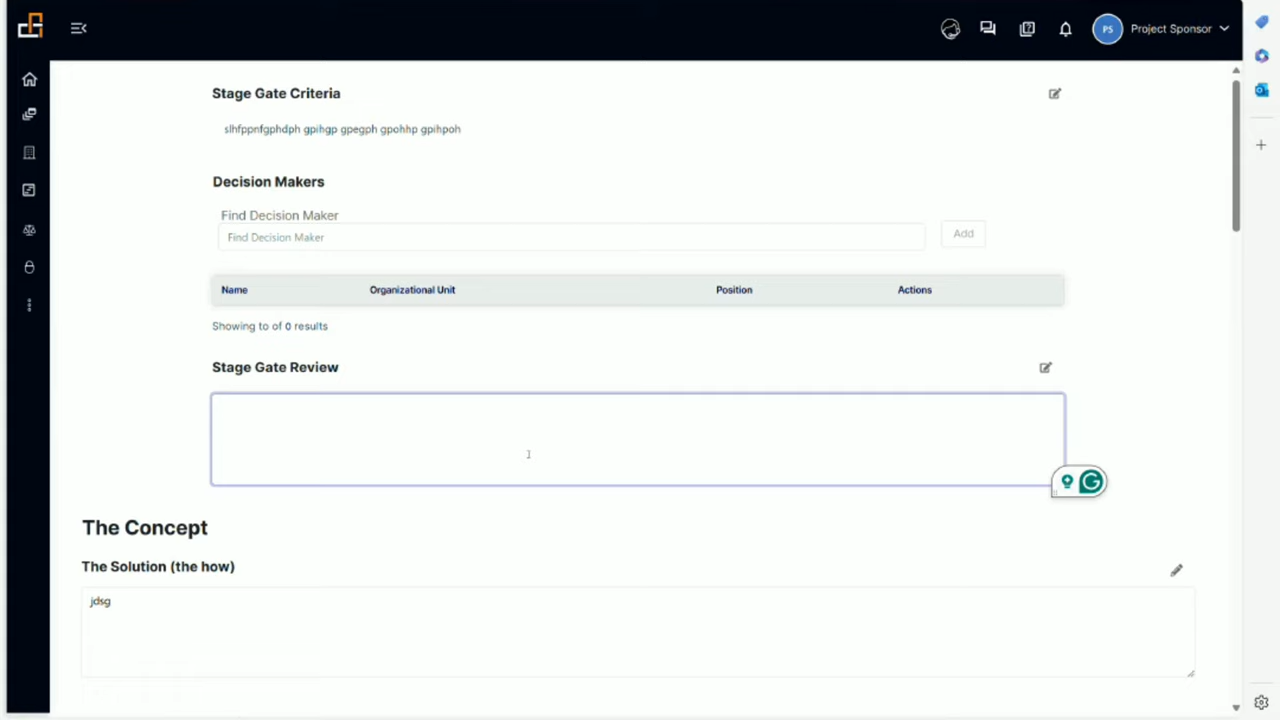 PS Project Sponsor
Stage Gate Criteria
slhfppnfgphdph gpihgp gpegph gpohhp gpihpoh
Decision Makers
Find Decision Maker
Find Decision Maker
Add
Name Organizational Unit Position Actions
Showing to of 0 results
Stage Gate Review
The Concept
The Solution (the how)
jdsg